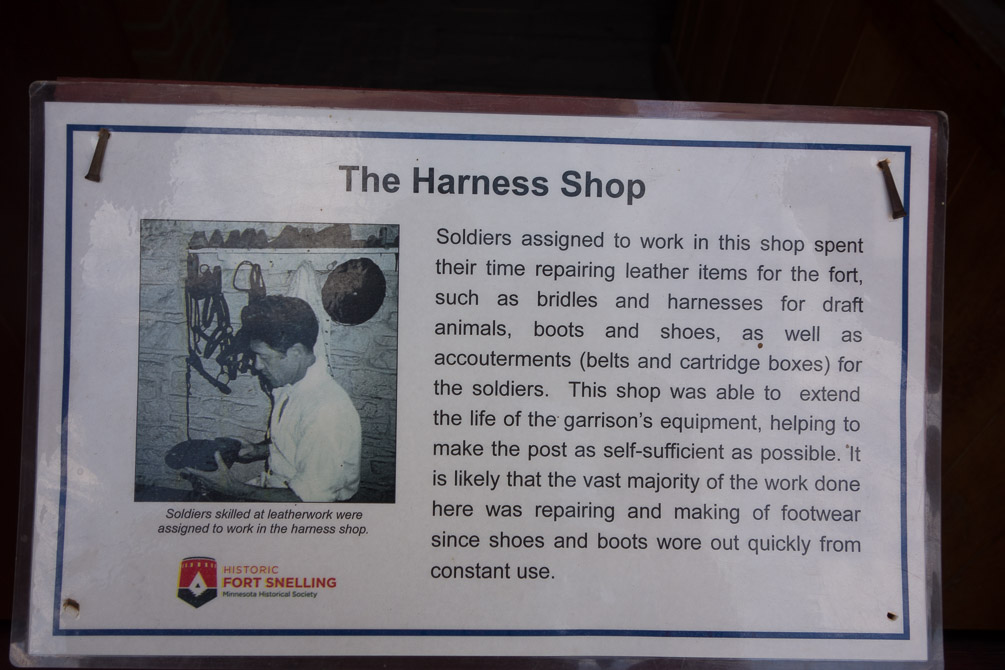 The Harness Shop
Soldiers assigned to work in this shop spent
their time repairing leather items for the fort,
such as bridles and harnesses for draft
animals, boots and shoes, as well as
accouterments (belts and cartridge boxes) for
the soldiers. This shop was able to extend
the life of the garrison's equipment, helping to
make the post as self-sufficient as possible. It
is likely that the vast majority of the work done
here was repairing and making of footwear
since shoes and boots wore out quickly from
constant use.
Soldiers skilled at leatherwork were
assigned to work in the harness shop.
HISTORIC
FORT SNELLING
Minnesota Historical Society